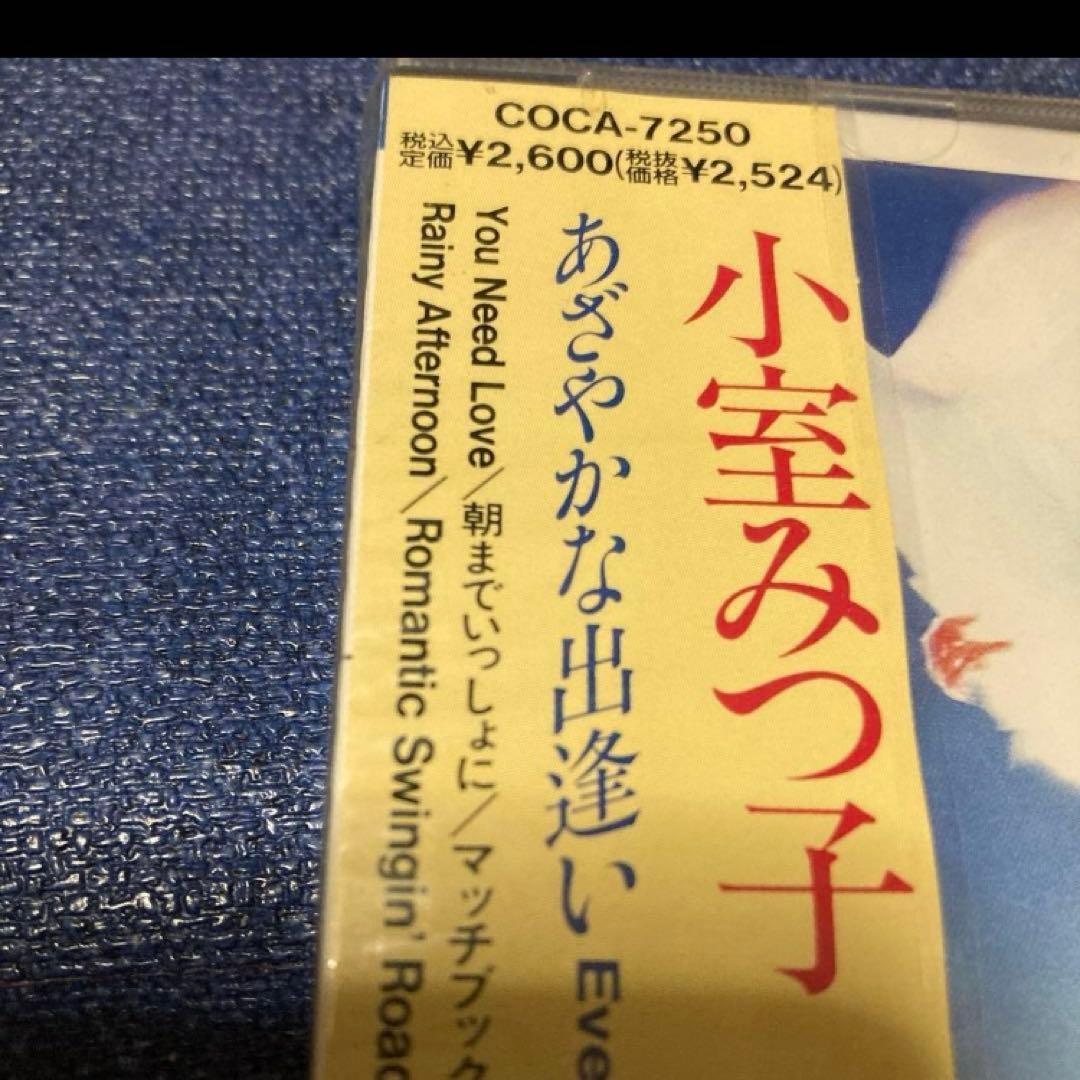 COCA-7250
税込定価¥2,600(税抜価格¥2,524)
小室みつ子
あざやかな出逢い Eve
You Need Love/朝までいっしょに/マッチブック
Rainy Afternoon/Romantic Swingin' Road